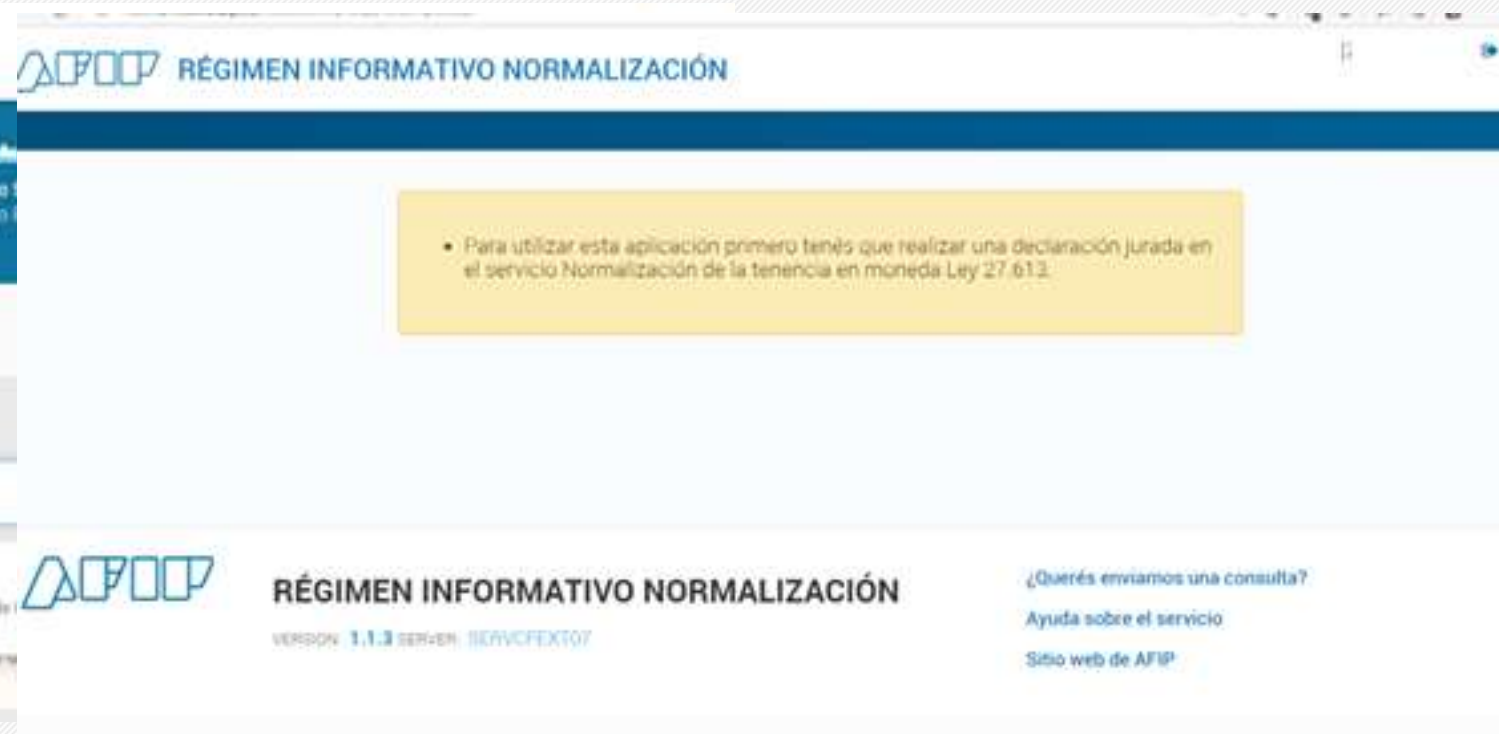 AFIP RÉGIMEN INFORMATIVO NORMALIZACIÓN
• Para utilizar esta aplicación primero tenés que realizar una declaración jurada en
el servicio Normalización de la tenencia en moneda Ley 27.613.
AFIP
RÉGIMEN INFORMATIVO NORMALIZACIÓN
VERSION: 1.1.3 SERVER: SERVCFEXT07
¿Querés enviarnos una consulta?
Ayuda sobre el servicio
Sitio web de AFIP